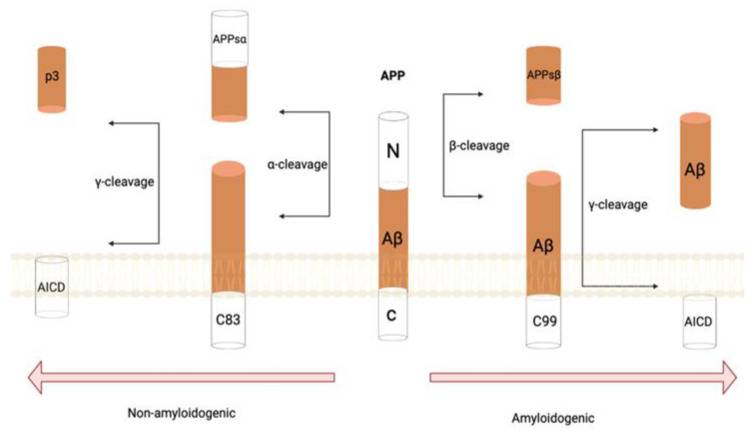 APPsα
p3
APP
APPsβ
N
β-cleavage
α-cleavage
Aβ
γ-cleavage
γ-cleavage
Aβ
Aβ
AICD
C
C83
C99
AICD
Non-amyloidogenic
Amyloidogenic